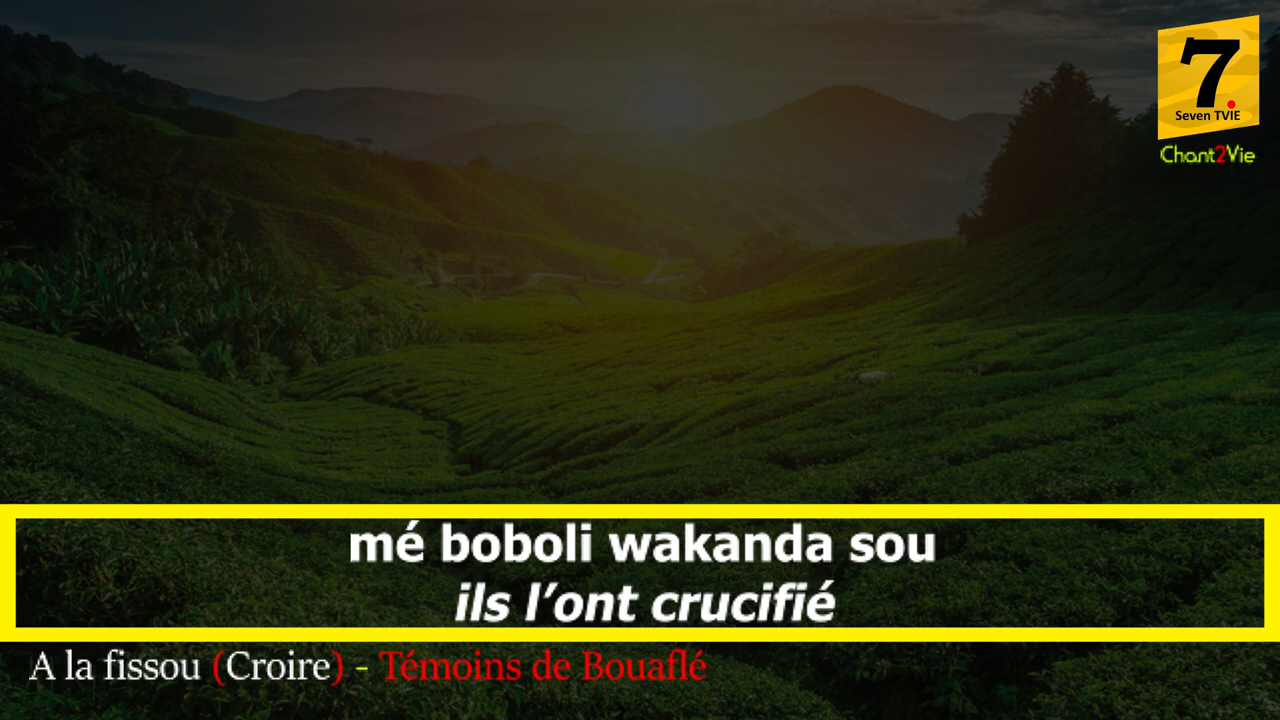 7.
Seven TVIE
Chant2Vie
mé boboli wakanda sou
ils l’ont crucifié
A la fissou (Croire) - Témoins de Bouaflé